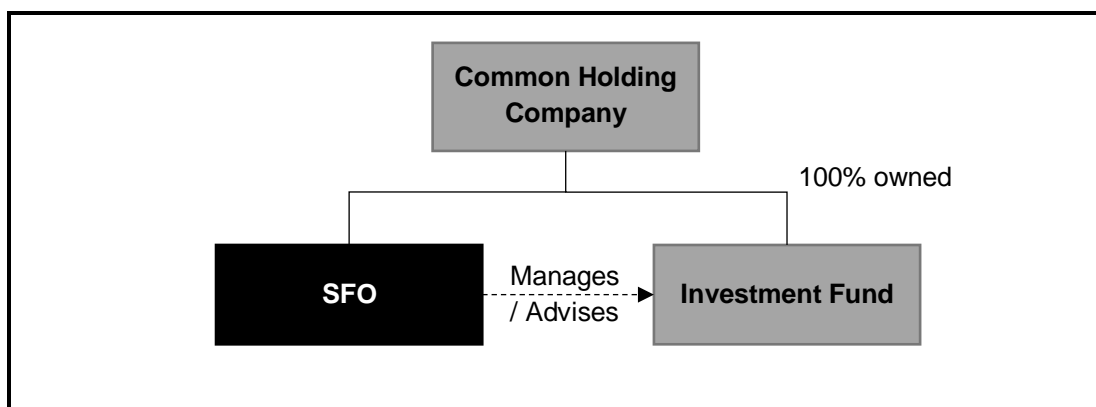 Common Holding
Company
100% owned
SFO
Manages
/ Advises
Investment Fund